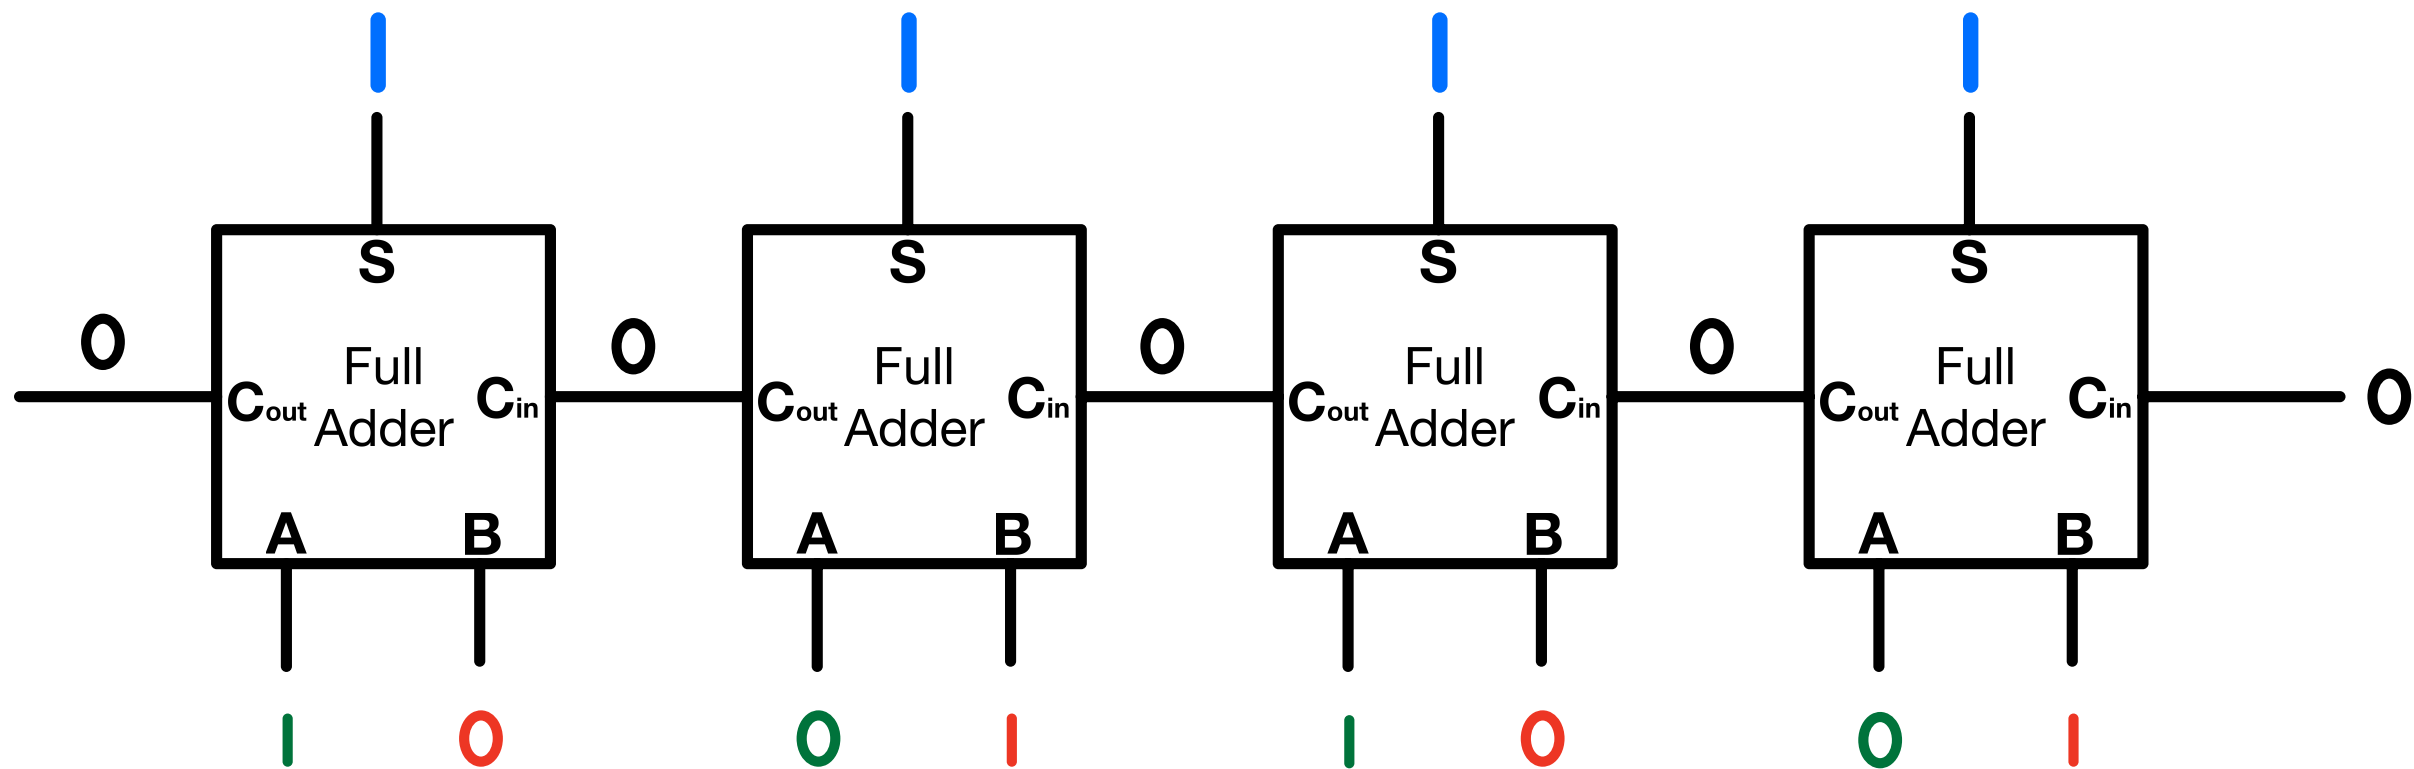 1 1 1 1
S S S S
0 0 0 0
Full Full Full Full
Cout Cin Cout Cin Cout Cin Cout Cin 0
Adder Adder Adder Adder
A B A B A B A B
1 0 0 1 1 0 0 1